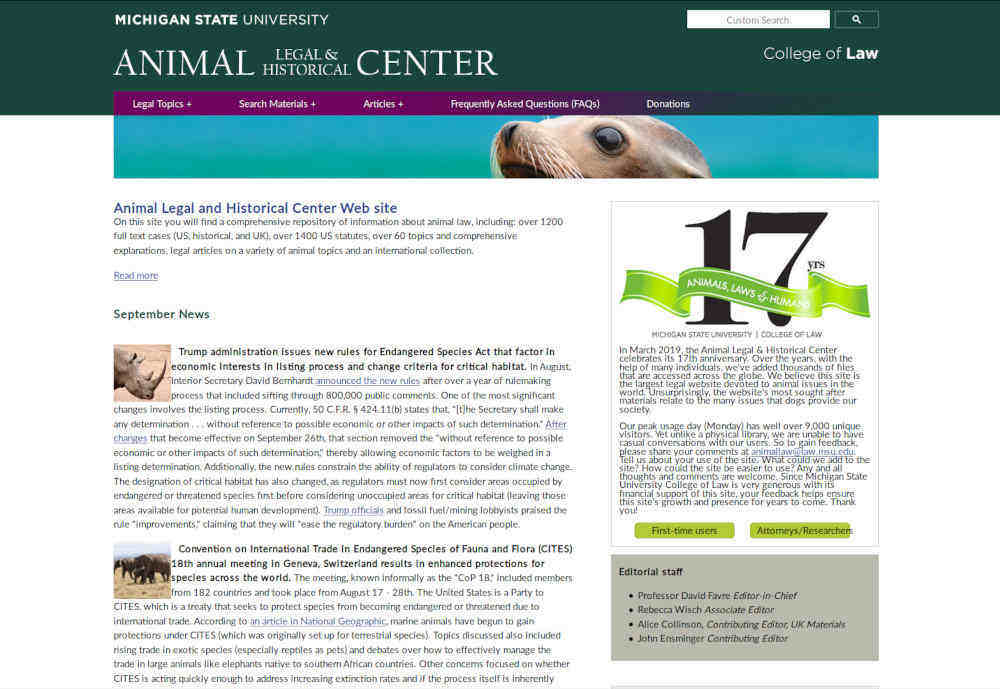 MICHIGAN STATE UNIVERSITY
Custom Search
ANIMAL LEGAL & HISTORICAL CENTER
College of Law
Legal Topics +
Search Materials +
Articles +
Frequently Asked Questions (FAQs)
Donations
Animal Legal and Historical Center Web site
On this site you will find a comprehensive repository of information about animal law, including: over 1200
full text cases (US, historical, and UK), over 1400 US statutes, over 60 topics and comprehensive
explanations, legal articles on a variety of animal topics and an international collection.
Read more
September News
Trump administration issues new rules for Endangered Species Act that factor in
economic interests in listing process and change criteria for critical habitat. In August,
Interior Secretary David Bernhardt announced the new rules after over a year of rulemaking
process that included sifting through 800,000 public comments. One of the most significant
changes involves the listing process. Currently, 50 C.F.R. § 424.11(b) states that, "[t]he Secretary shall make
any determination . . . without reference to possible economic or other impacts of such determination." After
changes that become effective on September 26th, that section removed the "without reference to possible
economic or other impacts of such determination," thereby allowing economic factors to be weighed in a
listing determination. Additionally, the new rules constrain the ability of regulators to consider climate change.
The designation of critical habitat has also changed, as regulators must now first consider areas occupied by
endangered or threatened species first before considering unoccupied areas for critical habitat (leaving those
areas available for potential human development). Trump officials and fossil fuel/mining lobbyists praised the
rule "improvements," claiming that they will "ease the regulatory burden" on the American people.
Convention on International Trade in Endangered Species of Fauna and Flora (CITES)
18th annual meeting in Geneva, Switzerland results in enhanced protections for
species across the world. The meeting, known informally as the "CoP 18," included members
from 182 countries and took place from August 17 - 28th. The United States is a Party to
CITES, which is a treaty that seeks to protect species from becoming endangered or threatened due to
international trade. According to an article in National Geographic, marine animals have begun to gain
protections under CITES (which was originally set up for terrestrial species). Topics discussed also included
rising trade in exotic species (especially reptiles as pets) and debates over how to effectively manage the
trade in large animals like elephants native to southern African countries. Other concerns focused on whether
CITES is acting quickly enough to address increasing extinction rates and if the process itself is inherently
17 yrs
ANIMALS, LAWS & HUMANS
MICHIGAN STATE UNIVERSITY | COLLEGE OF LAW
In March 2019, the Animal Legal & Historical Center
celebrates its 17th anniversary. Over the years, with the
help of many individuals, we've added thousands of files
that are accessed across the globe. We believe this site is
the largest legal website devoted to animal issues in the
world. Unsurprisingly, the website's most sought after
materials relate to the many issues that dogs provide our
society.
Our peak usage day (Monday) has well over 9,000 unique
visitors. Yet unlike a physical library, we are unable to have
casual conversations with our users. So to gain feedback,
please share your comments at animallaw@law.msu.edu.
Tell us about your use of the site. What could we add to the
site? How could the site be easier to use? Any and all
thoughts and comments are welcome. Since Michigan State
University College of Law is very generous with its
financial support of this site, your feedback helps ensure
this site's growth and presence for years to come. Thank
you!
First-time users
Attorneys/Researchers
Editorial staff
• Professor David Favre Editor-in-Chief
• Rebecca Wisch Associate Editor
• Alice Collinson, Contributing Editor, UK Materials
• John Ensminger Contributing Editor